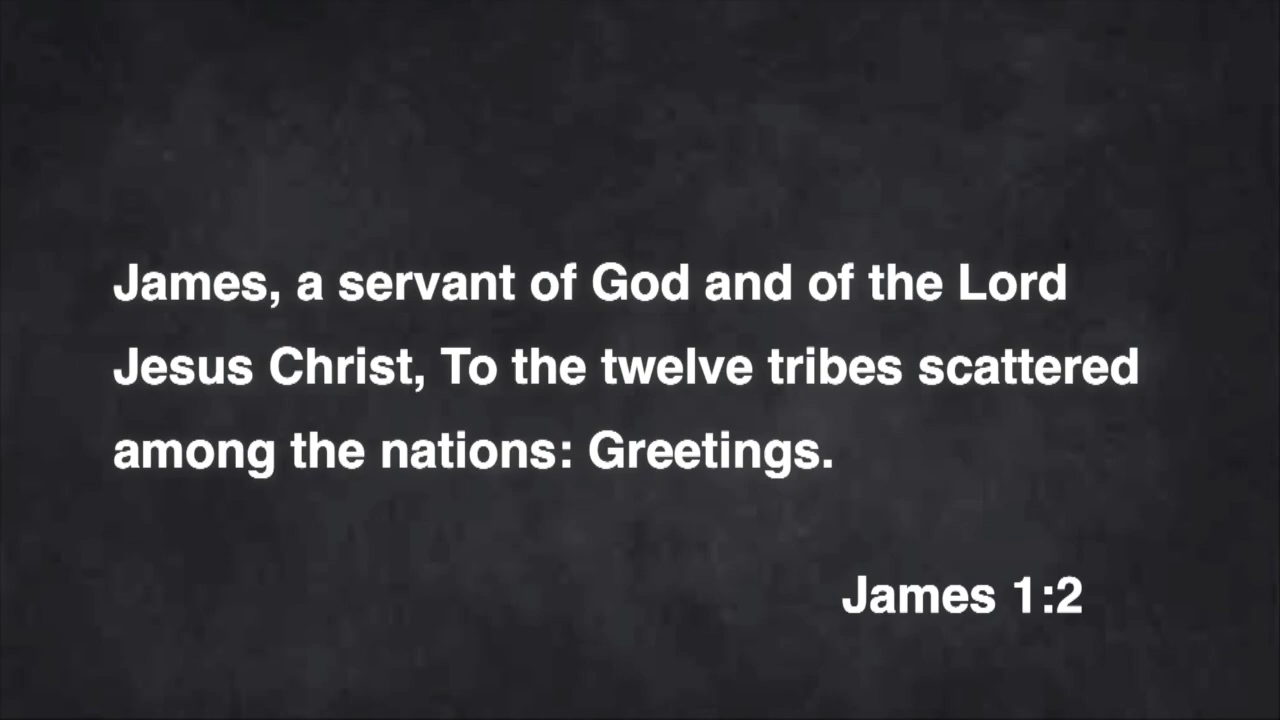 James, a servant of God and of the Lord
Jesus Christ, To the twelve tribes scattered
among the nations: Greetings.
James 1:2